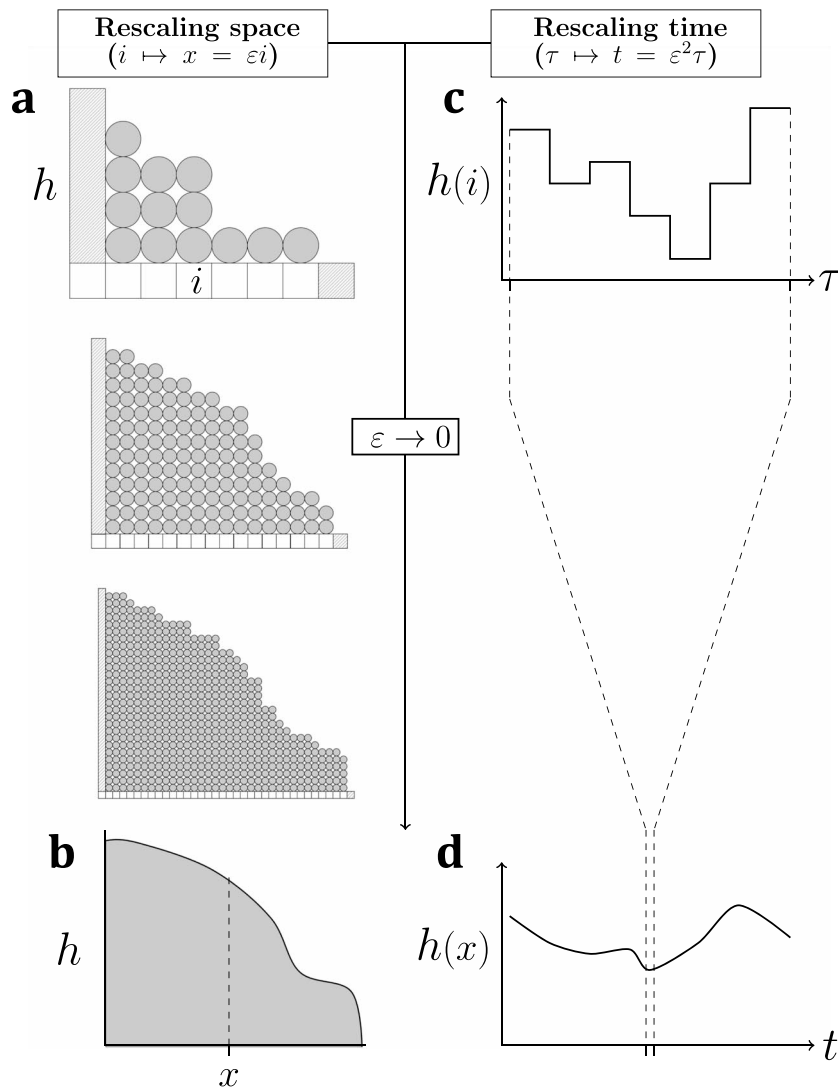 Rescaling space
(i ↦ x = εi)
Rescaling time
(τ ↦ t = ε²τ)
a
h
i
c
h(i)
τ
ε → 0
b
h
x
d
h(x)
t